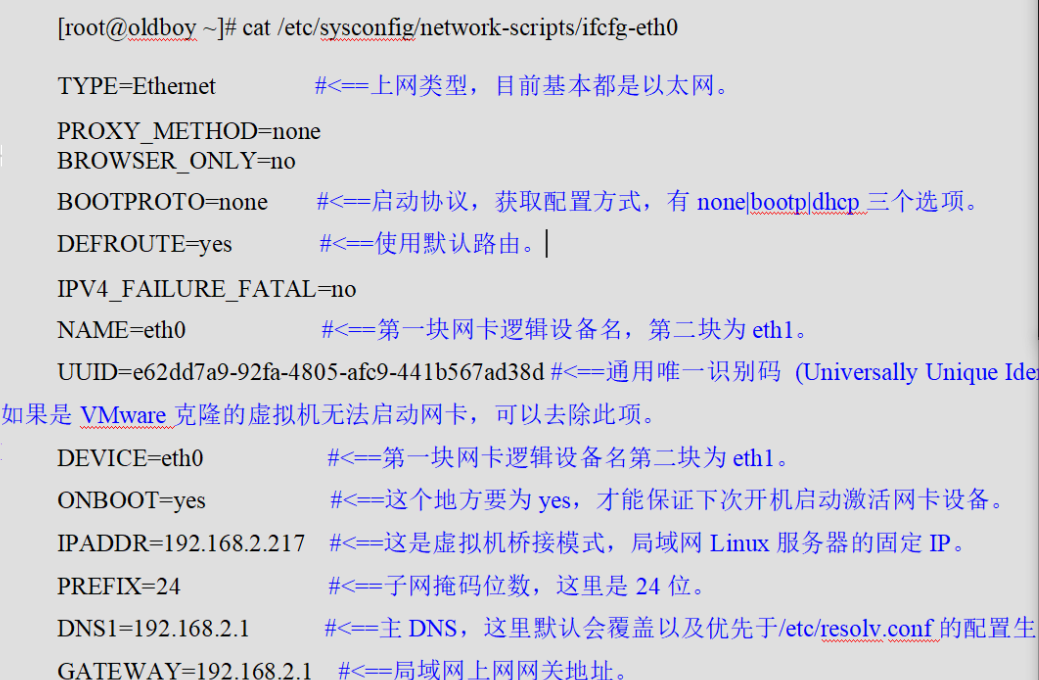 [root@oldboy ~]# cat /etc/sysconfig/network-scripts/ifcfg-eth0
TYPE=Ethernet #<==上网类型，目前基本都是以太网。
PROXY_METHOD=none
BROWSER_ONLY=no
BOOTPROTO=none #<==启动协议，获取配置方式，有 none|bootp|dhcp 三个选项。
DEFROUTE=yes #<==使用默认路由。
IPV4_FAILURE_FATAL=no
NAME=eth0 #<==第一块网卡逻辑设备名，第二块为 eth1。
UUID=e62dd7a9-92fa-4805-afc9-441b567ad38d #<==通用唯一识别码 (Universally Unique Ide
如果是 VMware 克隆的虚拟机无法启动网卡，可以去除此项。
DEVICE=eth0 #<==第一块网卡逻辑设备名第二块为 eth1。
ONBOOT=yes #<==这个地方要为 yes，才能保证下次开机启动激活网卡设备。
IPADDR=192.168.2.217 #<==这是虚拟机桥接模式，局域网 Linux 服务器的固定 IP。
PREFIX=24 #<==子网掩码位数，这里是 24 位。
DNS1=192.168.2.1 #<==主 DNS，这里默认会覆盖以及优先于/etc/resolv.conf 的配置生
GATEWAY=192.168.2.1 #<==局域网上网网关地址。